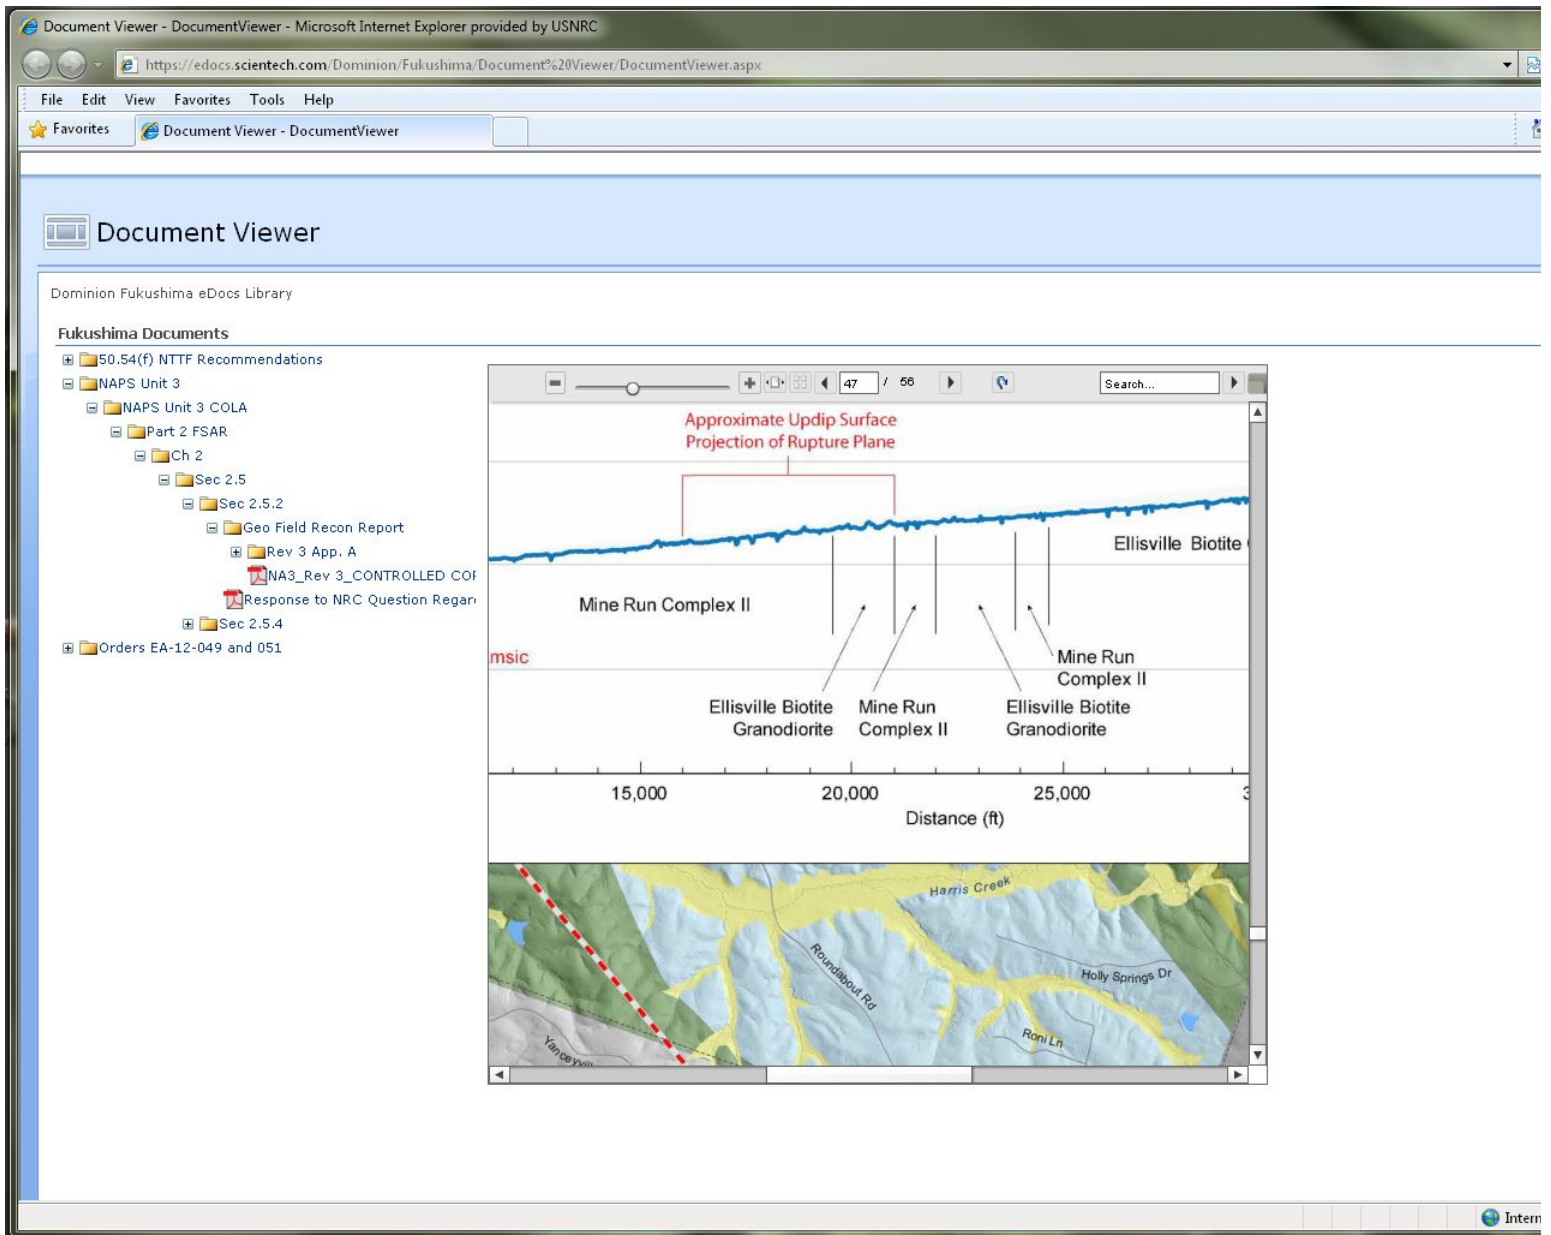 Document Viewer - DocumentViewer - Microsoft Internet Explorer provided by USNRC
https://edocs.scientech.com/Dominion/Fukushima/Document%20Viewer/DocumentViewer.aspx
File Edit View Favorites Tools Help
Favorites
Document Viewer - DocumentViewer
Document Viewer
Dominion Fukushima eDocs Library
Fukushima Documents
50.54(f) NTTF Recommendations
NAPS Unit 3
NAPS Unit 3 COLA
Part 2 FSAR
Ch 2
Sec 2.5
Sec 2.5.2
Geo Field Recon Report
Rev 3 App. A
NA3_Rev 3_CONTROLLED COP
Response to NRC Question Regar
Sec 2.5.4
Orders EA-12-049 and 051
47 / 56
Search...
Approximate Updip Surface
Projection of Rupture Plane
Ellisville Biotite
Mine Run Complex II
msic
Mine Run
Complex II
Ellisville Biotite
Granodiorite
Mine Run
Complex II
Ellisville Biotite
Granodiorite
15,000
20,000
25,000
3
Distance (ft)
Harris Creek
Roundabout Rd
Holly Springs Dr
Roni Ln
Yanceyvill
Intern